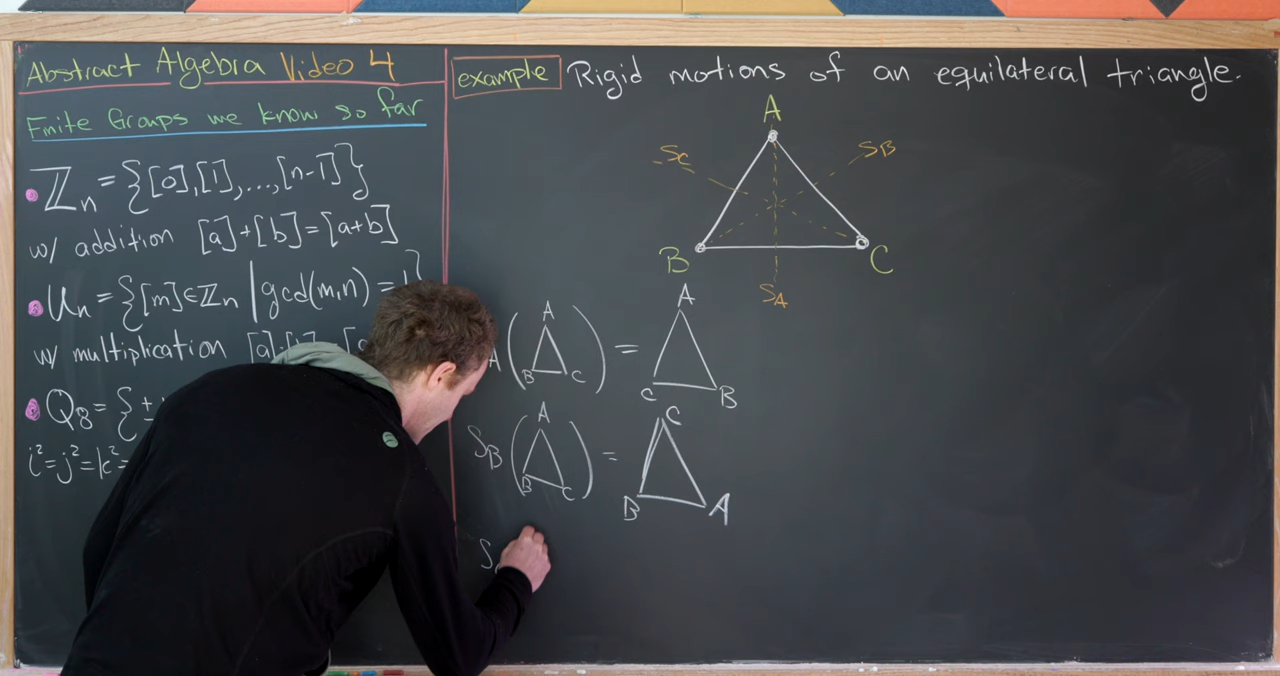 Abstract Algebra Video 4
Finite Groups we know so far
ℤn = {[0],[1],...,[n-1]}
w/ addition [a]+[b]=[a+b]
Un = {[m]∈ℤn | gcd(m,n) =
w/ multiplication
Q8 = {±
i²=j²=k²=
example Rigid motions of an equilateral triangle.
A
SC SB
B C
SA
A(A B C) = A C B
SB(A B C) = C B A
S